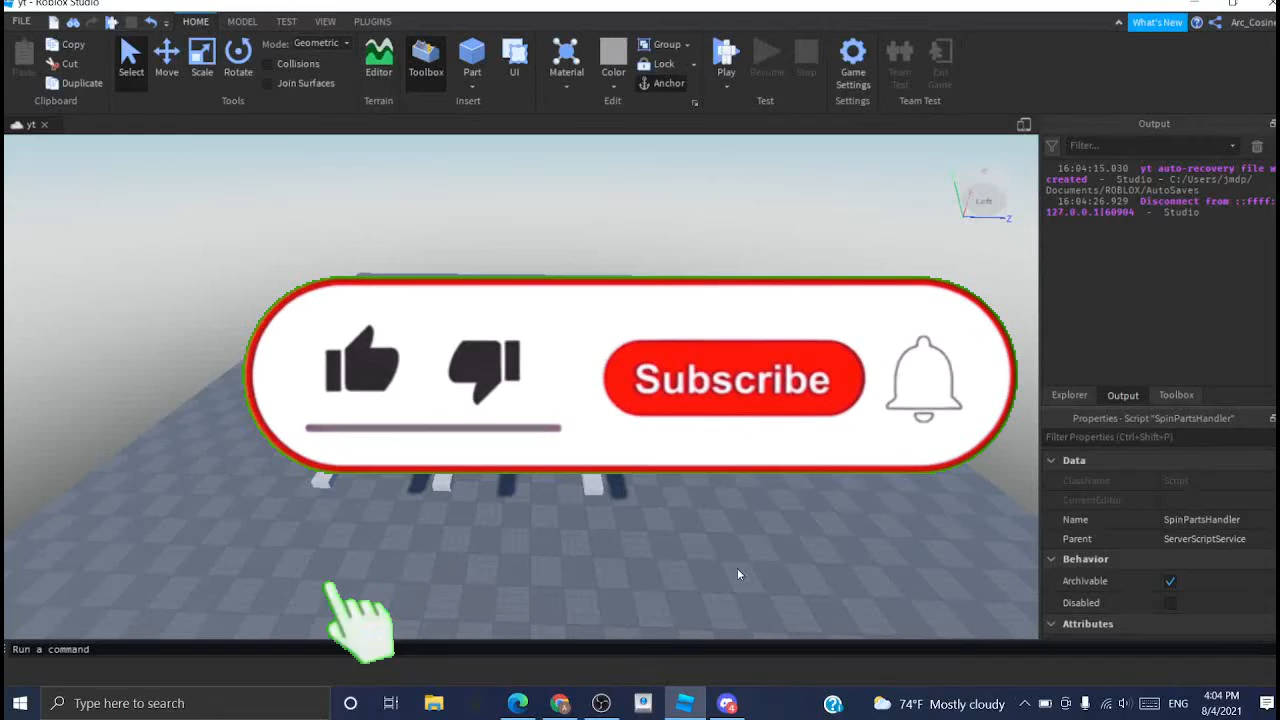 yt - Roblox Studio
FILE
HOME MODEL TEST VIEW PLUGINS
What's New
Arc_Cosine
Paste
Copy
Cut
Duplicate
Clipboard
Select
Move
Scale
Rotate
Mode: Geometric
Collisions
Join Surfaces
Tools
Editor
Terrain
Toolbox
Part
UI
Insert
Material
Color
Group
Lock
Anchor
Edit
Play
Resume
Stop
Test
Game
Settings
Settings
Team
Test
Exit
Game
Team Test
yt
Output
Filter...
16:04:15.030 yt auto-recovery file w
created - Studio - C:/Users/jmdp/
Documents/ROBLOX/AutoSaves
16:04:26.929 Disconnect from ::ffff:
127.0.0.1|60904 - Studio
Left
Z
Subscribe
Explorer Output Toolbox
Properties - Script "SpinPartsHandler"
Filter Properties (Ctrl+Shift+P)
Data
ClassName Script
CurrentEditor
Name SpinPartsHandler
Parent ServerScriptService
Behavior
Archivable
Disabled
Attributes
Run a command
Type here to search
4
74°F Mostly cloudy
ENG
4:04 PM
8/4/2021